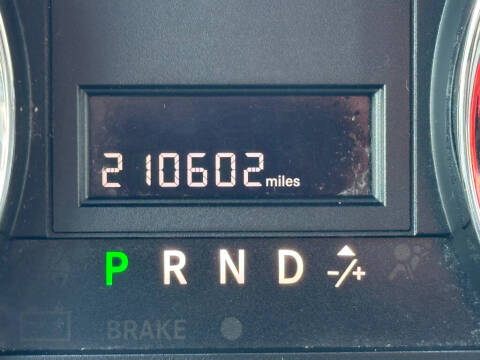 210602 miles
P R N D -/+
BRAKE